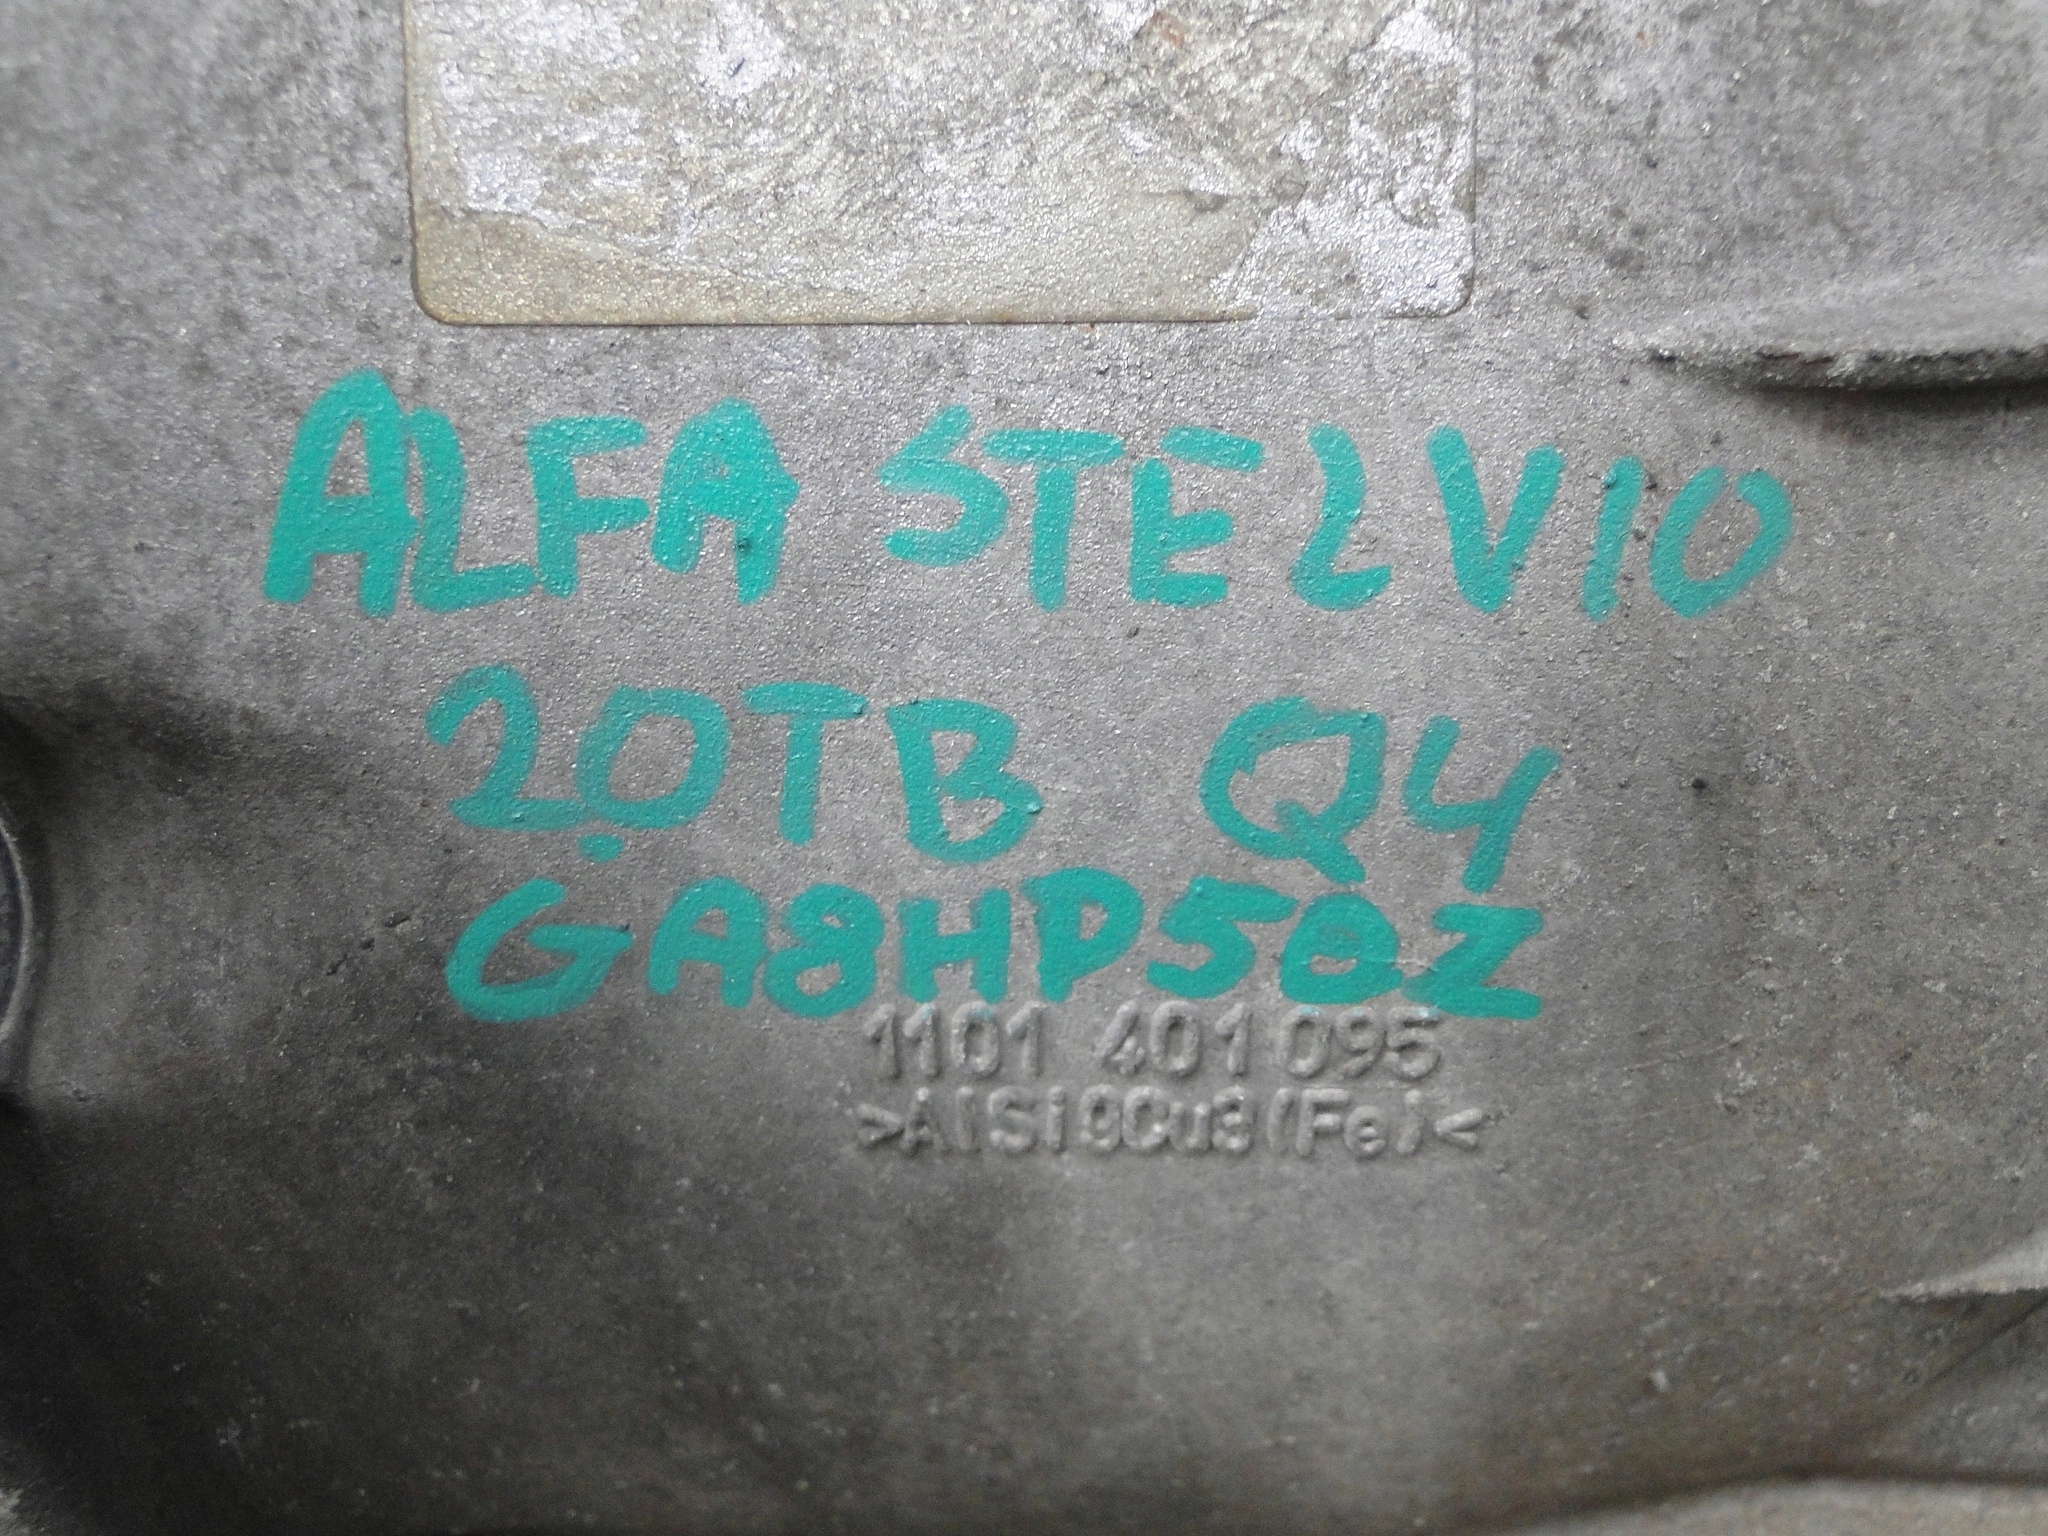 ALFA STELVIO
2.0TB Q4
GA8HP50Z
1101 401 095
>AlSi9Cu3(Fe)<